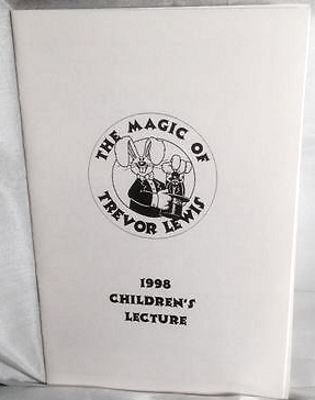 THE MAGIC OF
TREVOR LEWIS
1998
CHILDREN'S
LECTURE